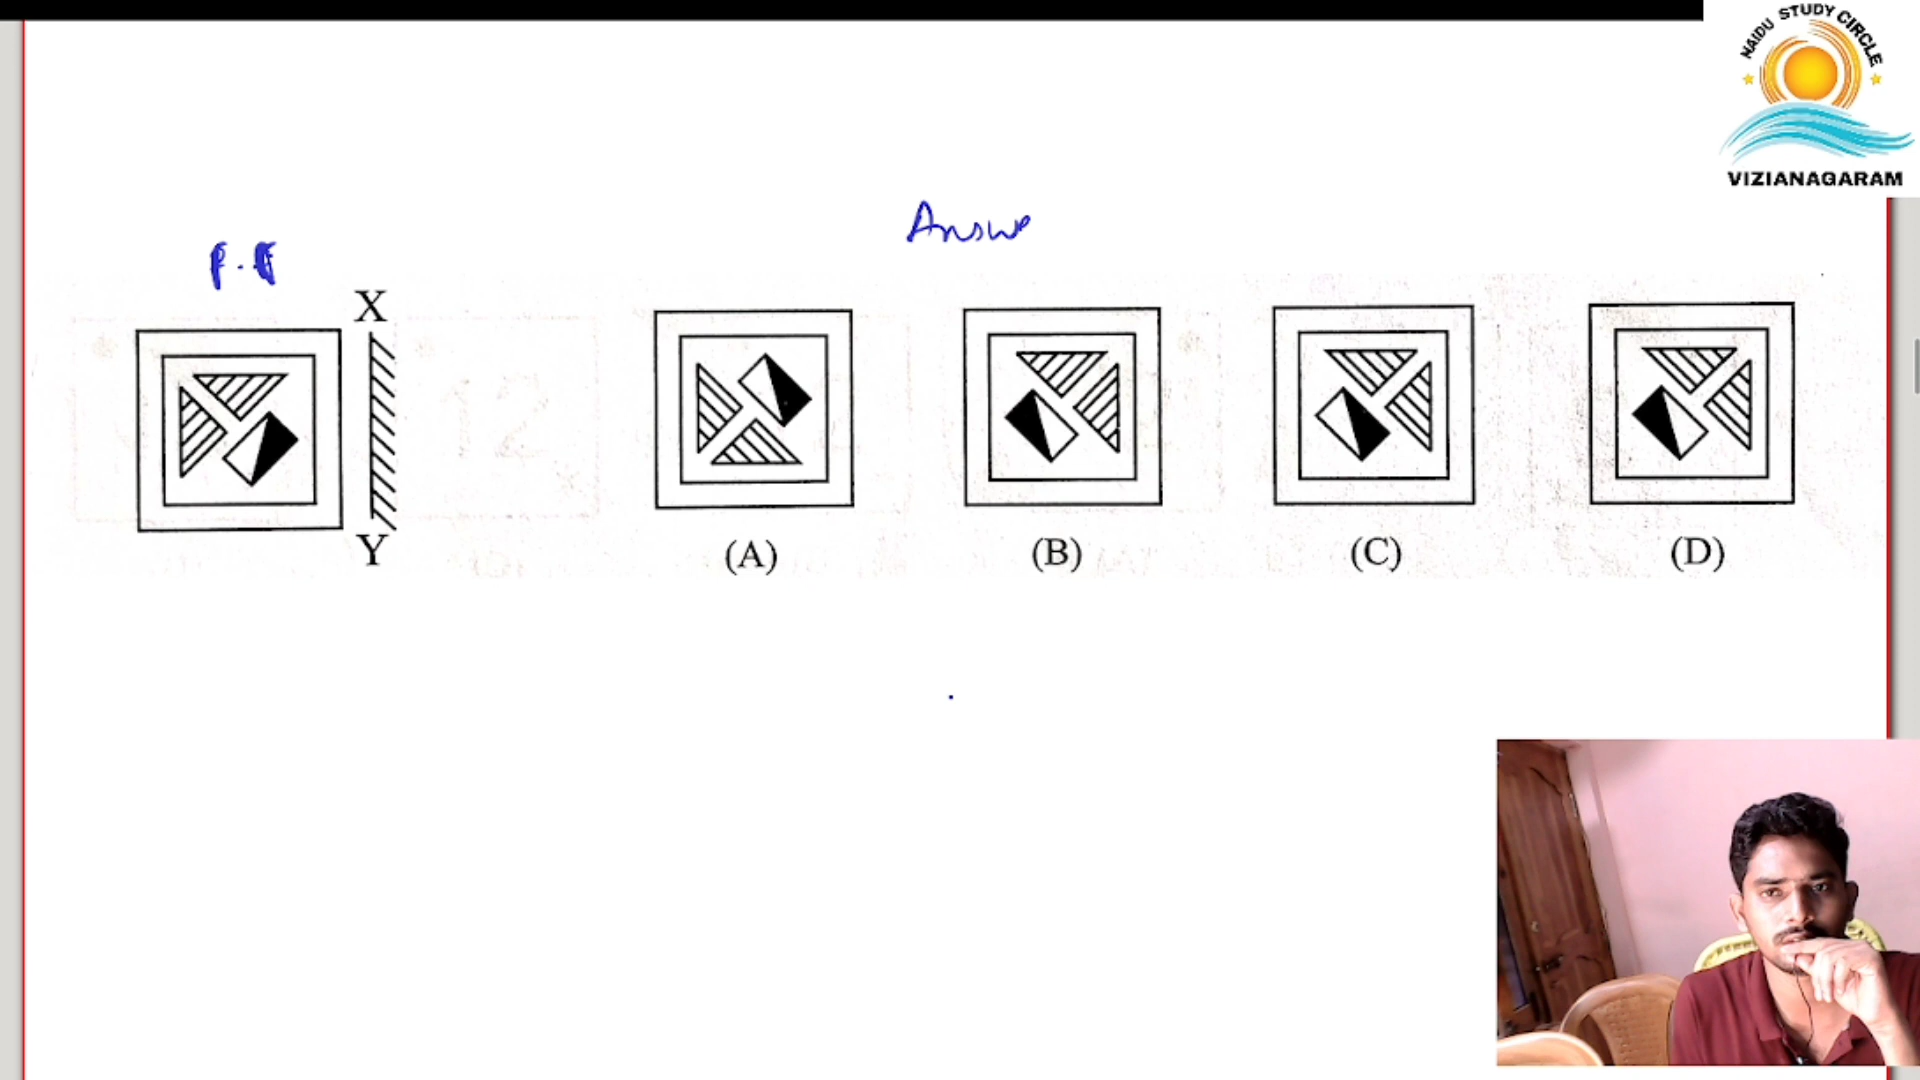 NAIDU STUDY CIRCLE
VIZIANAGARAM
Answe
X
Y
(A) (B) (C) (D)